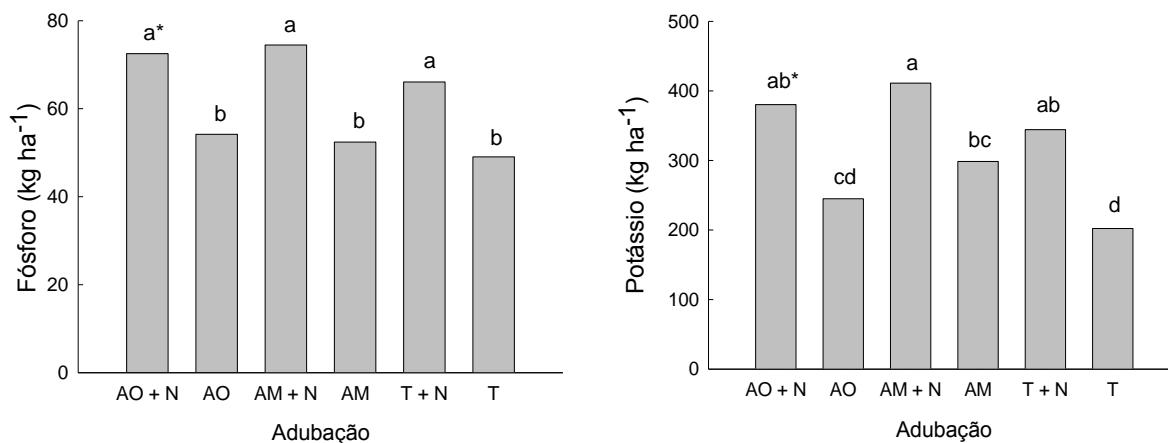 Fósforo (kg ha⁻¹)
80
60
40
20
0
a*
b
a
b
a
b
AO + N
AO
AM + N
AM
T + N
T
Adubação
Potássio (kg ha⁻¹)
500
400
300
200
100
0
ab*
cd
a
bc
ab
d
AO + N
AO
AM + N
AM
T + N
T
Adubação